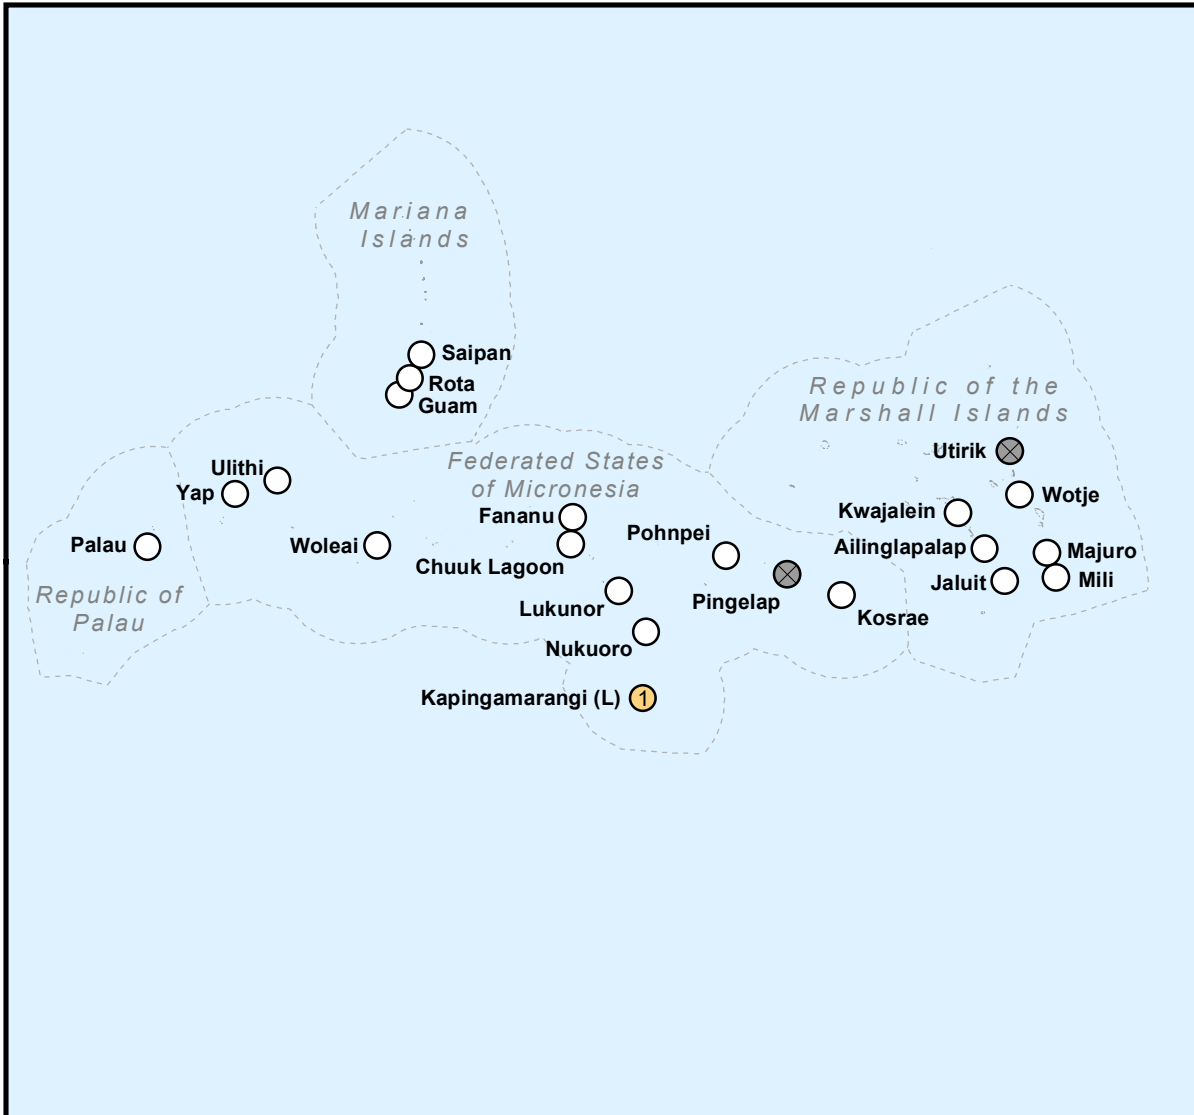 Mariana
Islands
Saipan
Rota
Guam
Republic of the
Marshall Islands
Utirik
Wotje
Kwajalein
Ailinglapalap
Majuro
Jaluit
Mili
Federated States
of Micronesia
Ulithi
Yap
Fananu
Woleai
Chuuk Lagoon
Pohnpei
Palau
Republic of
Palau
Lukunor
Pingelap
Kosrae
Nukuoro
Kapingamarangi (L) 1